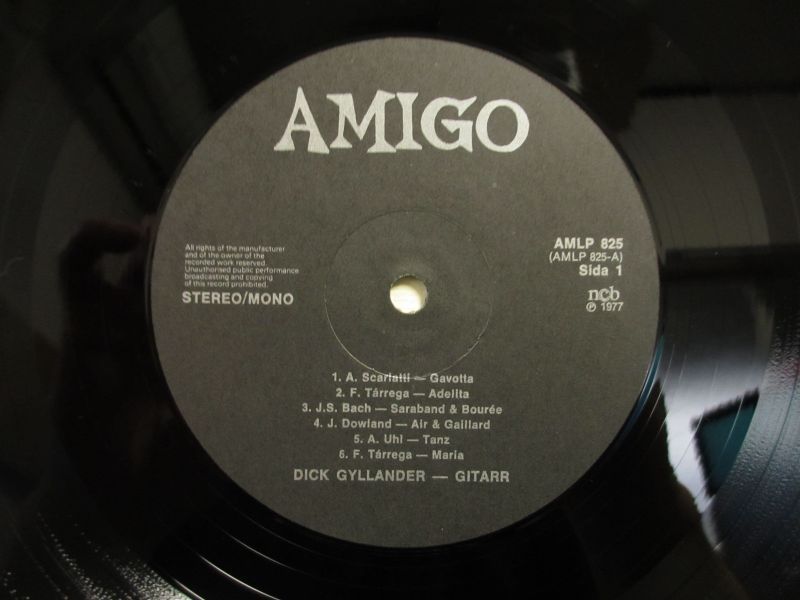 AMIGO
All rights of the manufacturer
and of the owner of the
recorded work reserved.
Unauthorised public performance
broadcasting and copying
of this record prohibited.
STEREO/MONO
AMLP 825
(AMLP 825-A)
Sida 1
ncb
℗ 1977
1. A. Scarlatti — Gavotta
2. F. Tárrega — Adelita
3. J.S. Bach — Saraband & Bourée
4. J. Dowland — Air & Gaillard
5. A. Uhl — Tanz
6. F. Tárrega — Maria
DICK GYLLANDER — GITARR